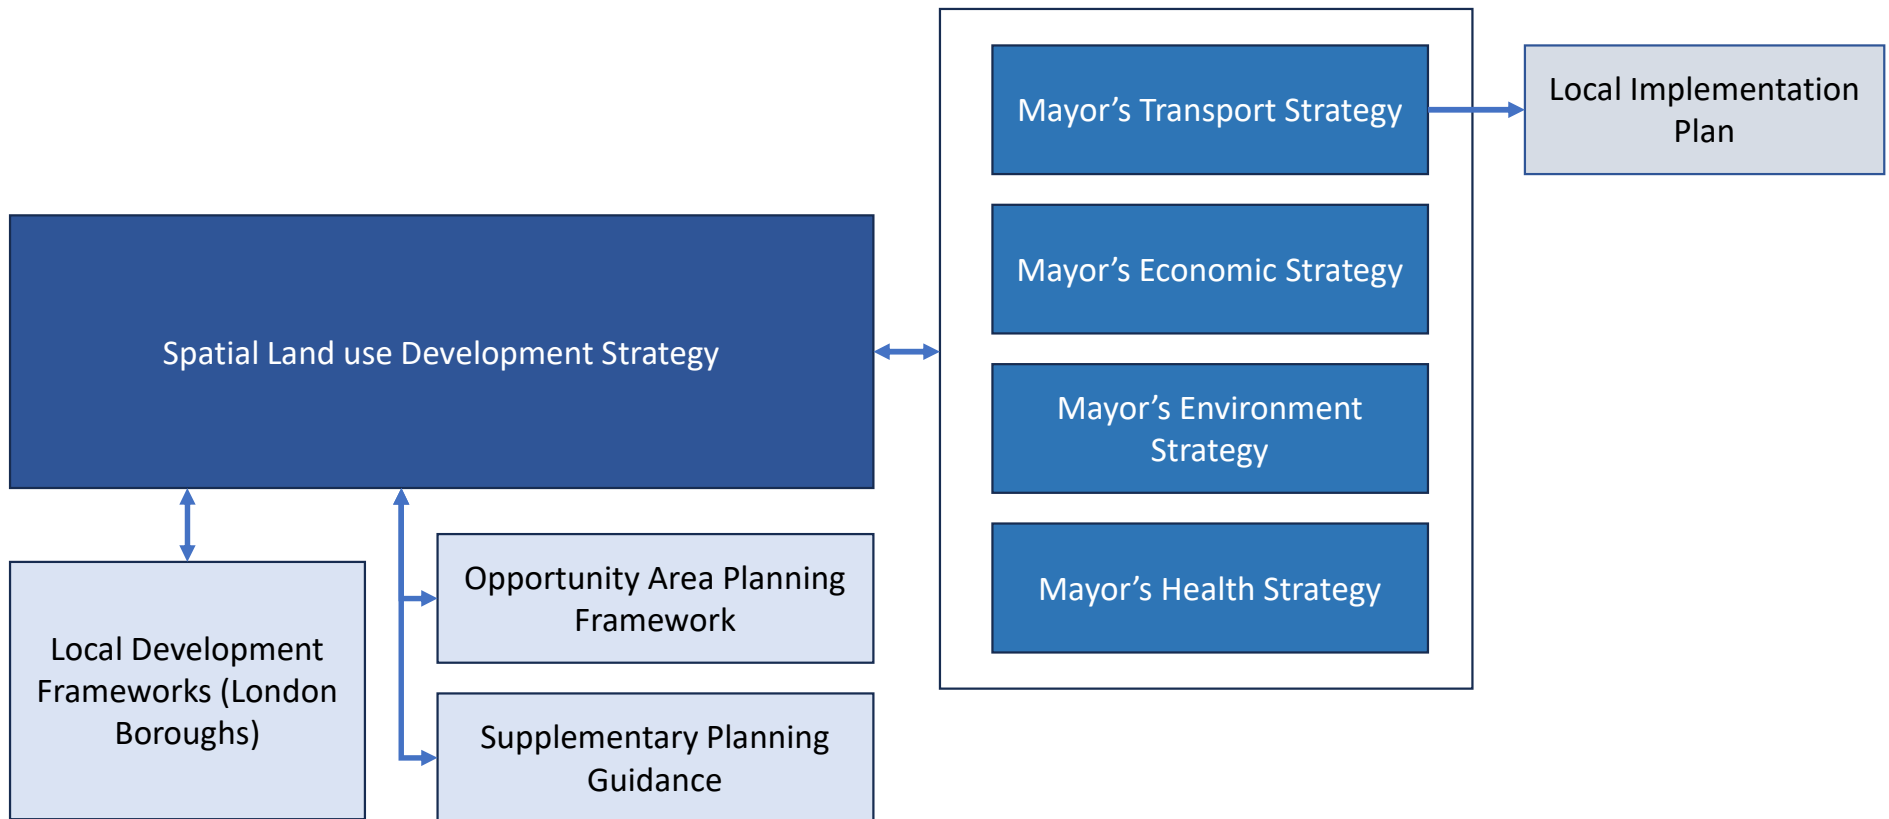 Mayor’s Transport Strategy
Local Implementation
Plan
Mayor’s Economic Strategy
Spatial Land use Development Strategy
Mayor’s Environment
Strategy
Mayor’s Health Strategy
Opportunity Area Planning
Framework
Local Development
Frameworks (London
Boroughs)
Supplementary Planning
Guidance